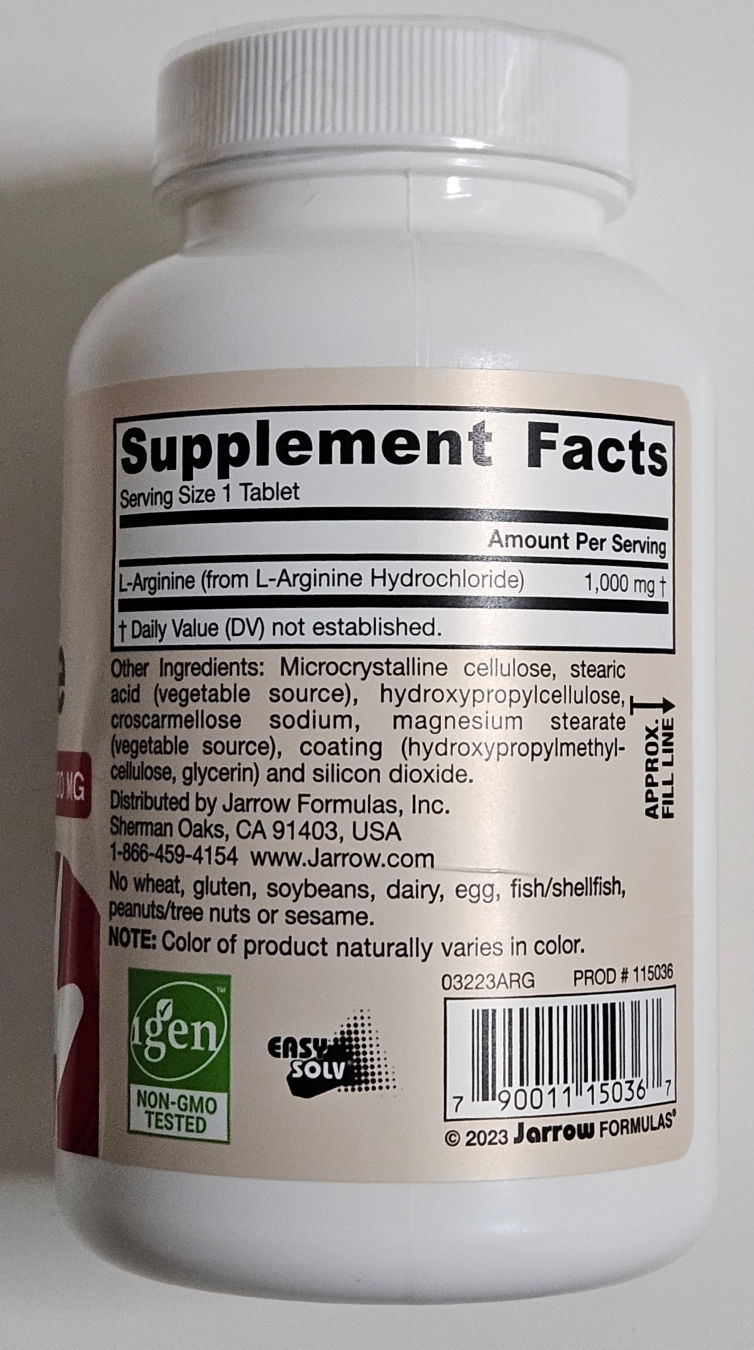 Supplement Facts
Serving Size 1 Tablet
Amount Per Serving
L-Arginine (from L-Arginine Hydrochloride) 1,000 mg †
† Daily Value (DV) not established.
Other Ingredients: Microcrystalline cellulose, stearic
acid (vegetable source), hydroxypropylcellulose,
croscarmellose sodium, magnesium stearate
(vegetable source), coating (hydroxypropylmethyl-
cellulose, glycerin) and silicon dioxide.
APPROX.
FILL LINE
Distributed by Jarrow Formulas, Inc.
Sherman Oaks, CA 91403, USA
1-866-459-4154 www.Jarrow.com
No wheat, gluten, soybeans, dairy, egg, fish/shellfish,
peanuts/tree nuts or sesame.
NOTE: Color of product naturally varies in color.
03223ARG PROD # 115036
igen™
NON-GMO
TESTED
EASY
SOLV
7 90011 15036 7
© 2023 Jarrow FORMULAS®
MG